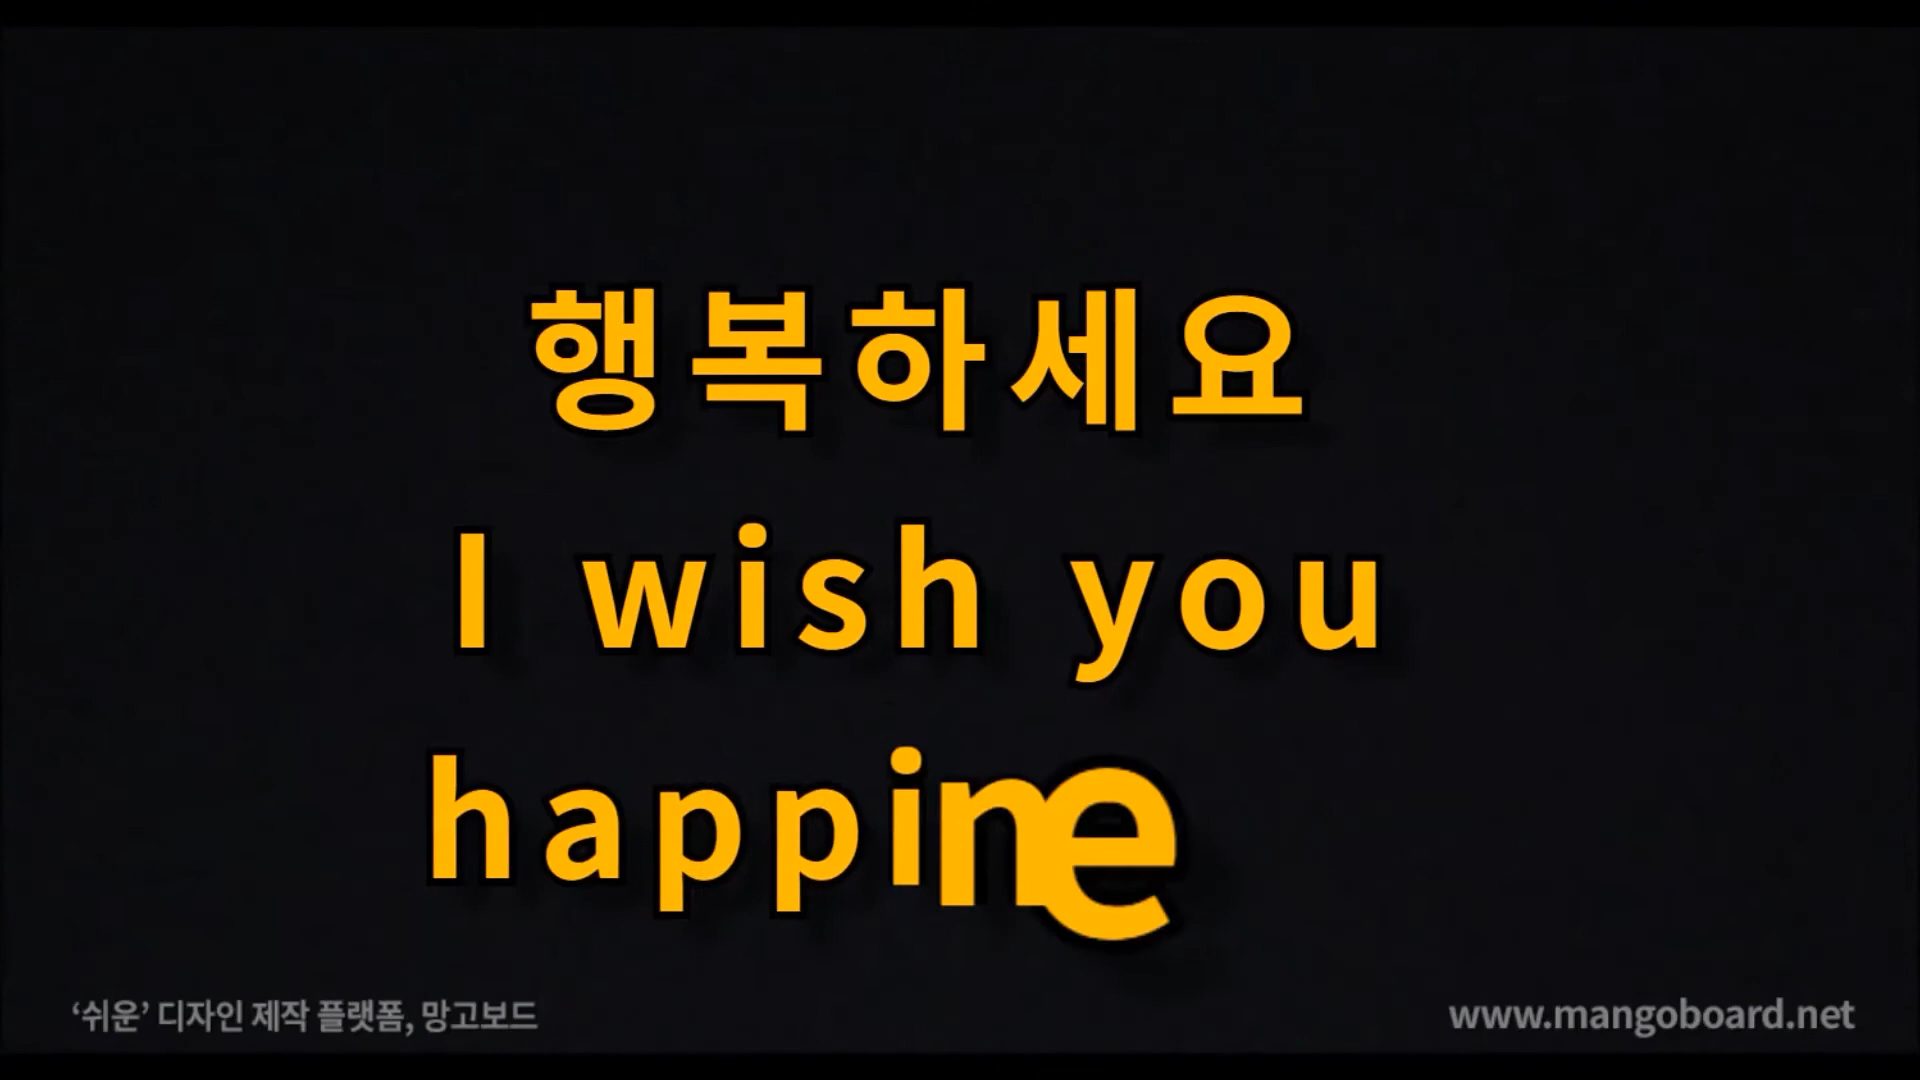 행복하세요
I wish you
happine
‘쉬운’ 디자인 제작 플랫폼, 망고보드
www.mangoboard.net